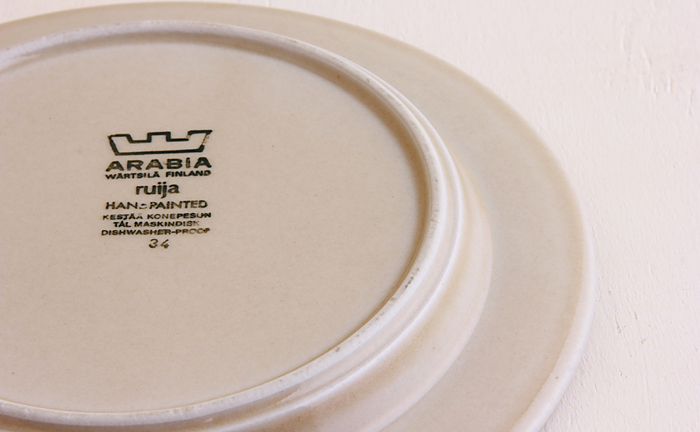 ARABIA
WÄRTSILÄ FINLAND
ruija
HAND PAINTED
KESTÄÄ KONEPESUN
TÅL MASKINDISK
DISHWASHER-PROOF
34